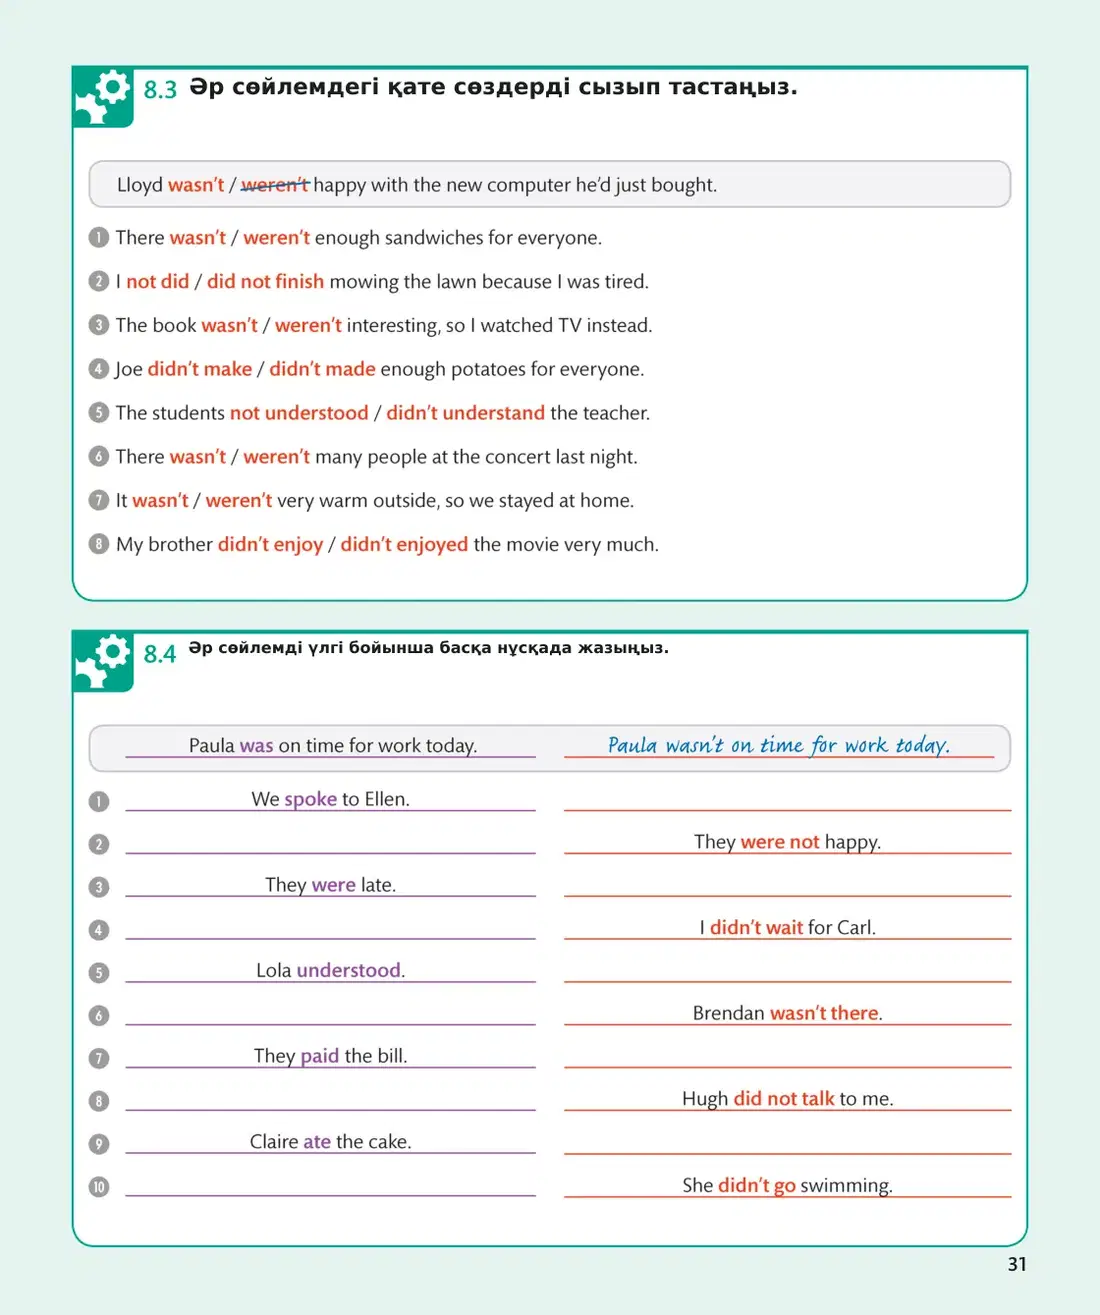 8.3 Әр сөйлемдегі қате сөздерді сызып тастаңыз.
Lloyd wasn't / weren't happy with the new computer he'd just bought.
1 There wasn't / weren't enough sandwiches for everyone.
2 I not did / did not finish mowing the lawn because I was tired.
3 The book wasn't / weren't interesting, so I watched TV instead.
4 Joe didn't make / didn't made enough potatoes for everyone.
5 The students not understood / didn't understand the teacher.
6 There wasn't / weren't many people at the concert last night.
7 It wasn't / weren't very warm outside, so we stayed at home.
8 My brother didn't enjoy / didn't enjoyed the movie very much.
8.4 Әр сөйлемді үлгі бойынша басқа нұсқада жазыңыз.
Paula was on time for work today. Paula wasn't on time for work today.
1 We spoke to Ellen.
2 They were not happy.
3 They were late.
4 I didn't wait for Carl.
5 Lola understood.
6 Brendan wasn't there.
7 They paid the bill.
8 Hugh did not talk to me.
9 Claire ate the cake.
10 She didn't go swimming.
31